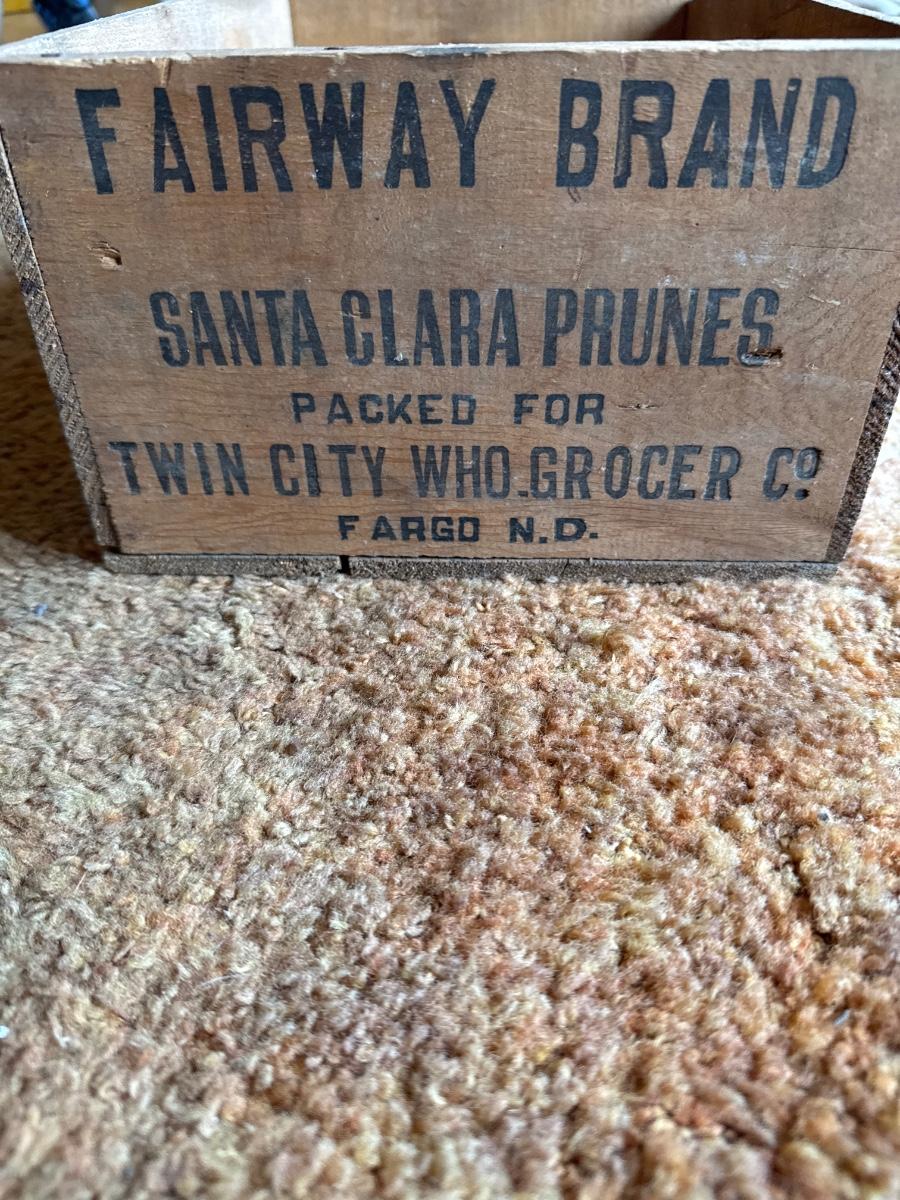 FAIRWAY BRAND
SANTA CLARA PRUNES
PACKED FOR
TWIN CITY WHO. GROCER Co.
FARGO N.D.